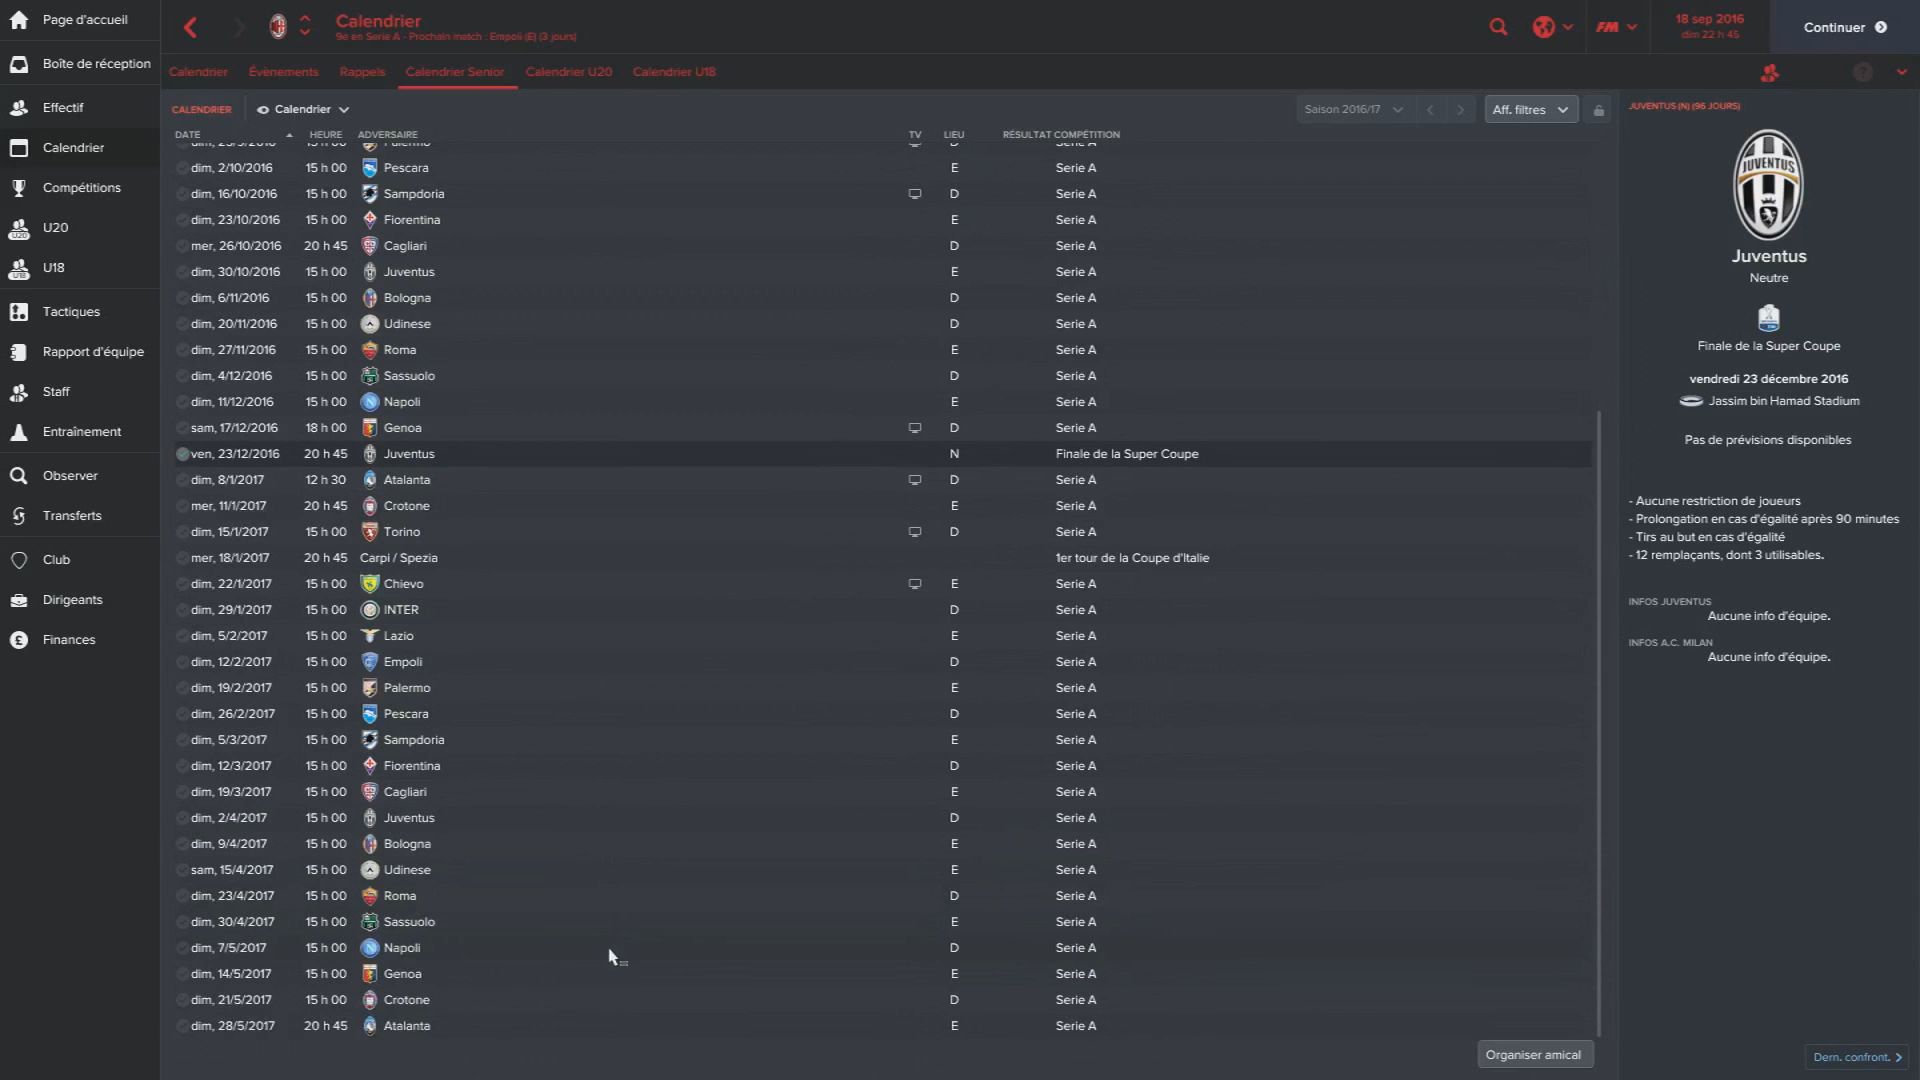 Page d'accueil
Boîte de réception
Effectif
Calendrier
Compétitions
U20
U18
Tactiques
Rapport d'équipe
Staff
Entraînement
Observer
Transferts
Club
Dirigeants
Finances
Calendrier
9e en Serie A - Prochain match : Empoli (E) (3 jours)
FM
18 sep 2016
dim 22 h 45
Continuer
Calendrier Évènements Rappels Calendrier Senior Calendrier U20 Calendrier U18
CALENDRIER Calendrier Saison 2016/17 Aff. filtres
DATE HEURE ADVERSAIRE TV LIEU RÉSULTAT COMPÉTITION
Palermo D Serie A
dim, 2/10/2016 15 h 00 Pescara E Serie A
dim, 16/10/2016 15 h 00 Sampdoria D Serie A
dim, 23/10/2016 15 h 00 Fiorentina E Serie A
mer, 26/10/2016 20 h 45 Cagliari D Serie A
dim, 30/10/2016 15 h 00 Juventus E Serie A
dim, 6/11/2016 15 h 00 Bologna D Serie A
dim, 20/11/2016 15 h 00 Udinese D Serie A
dim, 27/11/2016 15 h 00 Roma E Serie A
dim, 4/12/2016 15 h 00 Sassuolo D Serie A
dim, 11/12/2016 15 h 00 Napoli E Serie A
sam, 17/12/2016 18 h 00 Genoa D Serie A
ven, 23/12/2016 20 h 45 Juventus N Finale de la Super Coupe
dim, 8/1/2017 12 h 30 Atalanta D Serie A
mer, 11/1/2017 20 h 45 Crotone E Serie A
dim, 15/1/2017 15 h 00 Torino D Serie A
mer, 18/1/2017 20 h 45 Carpi / Spezia 1er tour de la Coupe d'Italie
dim, 22/1/2017 15 h 00 Chievo E Serie A
dim, 29/1/2017 15 h 00 INTER D Serie A
dim, 5/2/2017 15 h 00 Lazio E Serie A
dim, 12/2/2017 15 h 00 Empoli D Serie A
dim, 19/2/2017 15 h 00 Palermo E Serie A
dim, 26/2/2017 15 h 00 Pescara D Serie A
dim, 5/3/2017 15 h 00 Sampdoria E Serie A
dim, 12/3/2017 15 h 00 Fiorentina D Serie A
dim, 19/3/2017 15 h 00 Cagliari E Serie A
dim, 2/4/2017 15 h 00 Juventus D Serie A
dim, 9/4/2017 15 h 00 Bologna E Serie A
sam, 15/4/2017 15 h 00 Udinese E Serie A
dim, 23/4/2017 15 h 00 Roma D Serie A
dim, 30/4/2017 15 h 00 Sassuolo E Serie A
dim, 7/5/2017 15 h 00 Napoli D Serie A
dim, 14/5/2017 15 h 00 Genoa E Serie A
dim, 21/5/2017 15 h 00 Crotone D Serie A
dim, 28/5/2017 20 h 45 Atalanta E Serie A
Organiser amical
JUVENTUS (N) (96 JOURS)
JUVENTUS
Juventus
Neutre
Finale de la Super Coupe
vendredi 23 décembre 2016
Jassim bin Hamad Stadium
Pas de prévisions disponibles
- Aucune restriction de joueurs
- Prolongation en cas d'égalité après 90 minutes
- Tirs au but en cas d'égalité
- 12 remplaçants, dont 3 utilisables.
INFOS JUVENTUS
Aucune info d'équipe.
INFOS A.C. MILAN
Aucune info d'équipe.
Dern. confront.